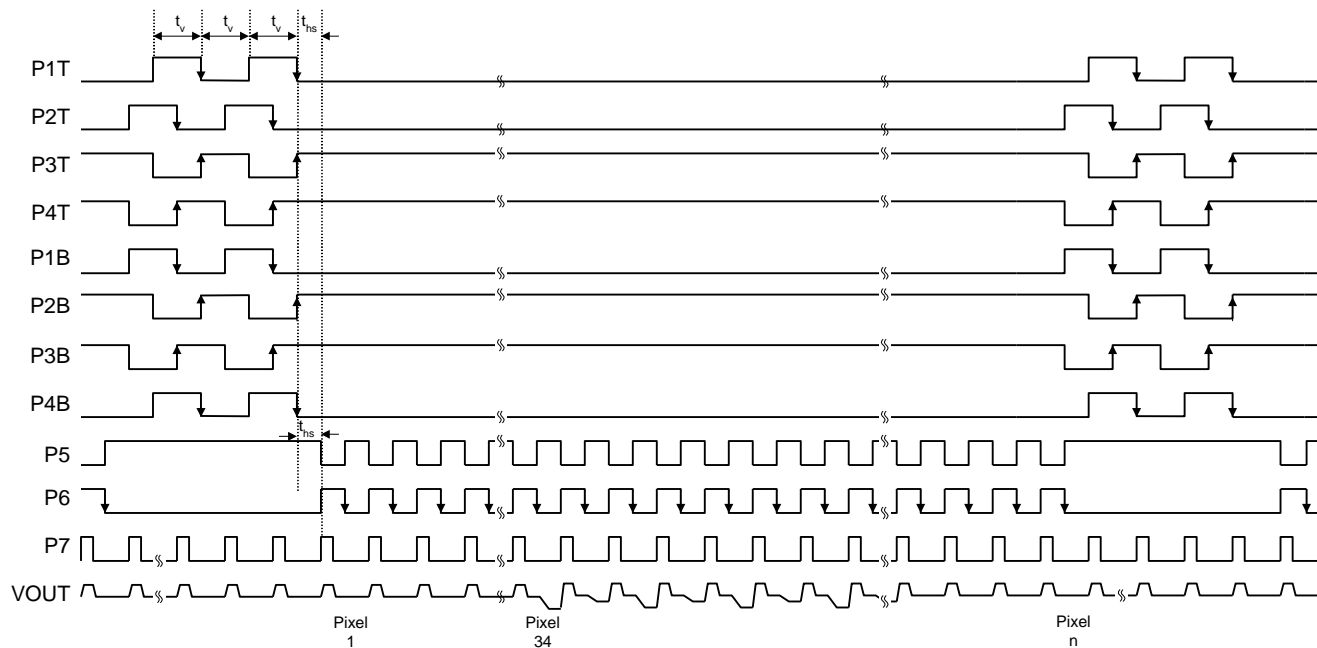 tv tv tv ths
P1T
P2T
P3T
P4T
P1B
P2B
P3B
P4B
ths
P5
P6
P7
VOUT
Pixel
1
Pixel
34
Pixel
n